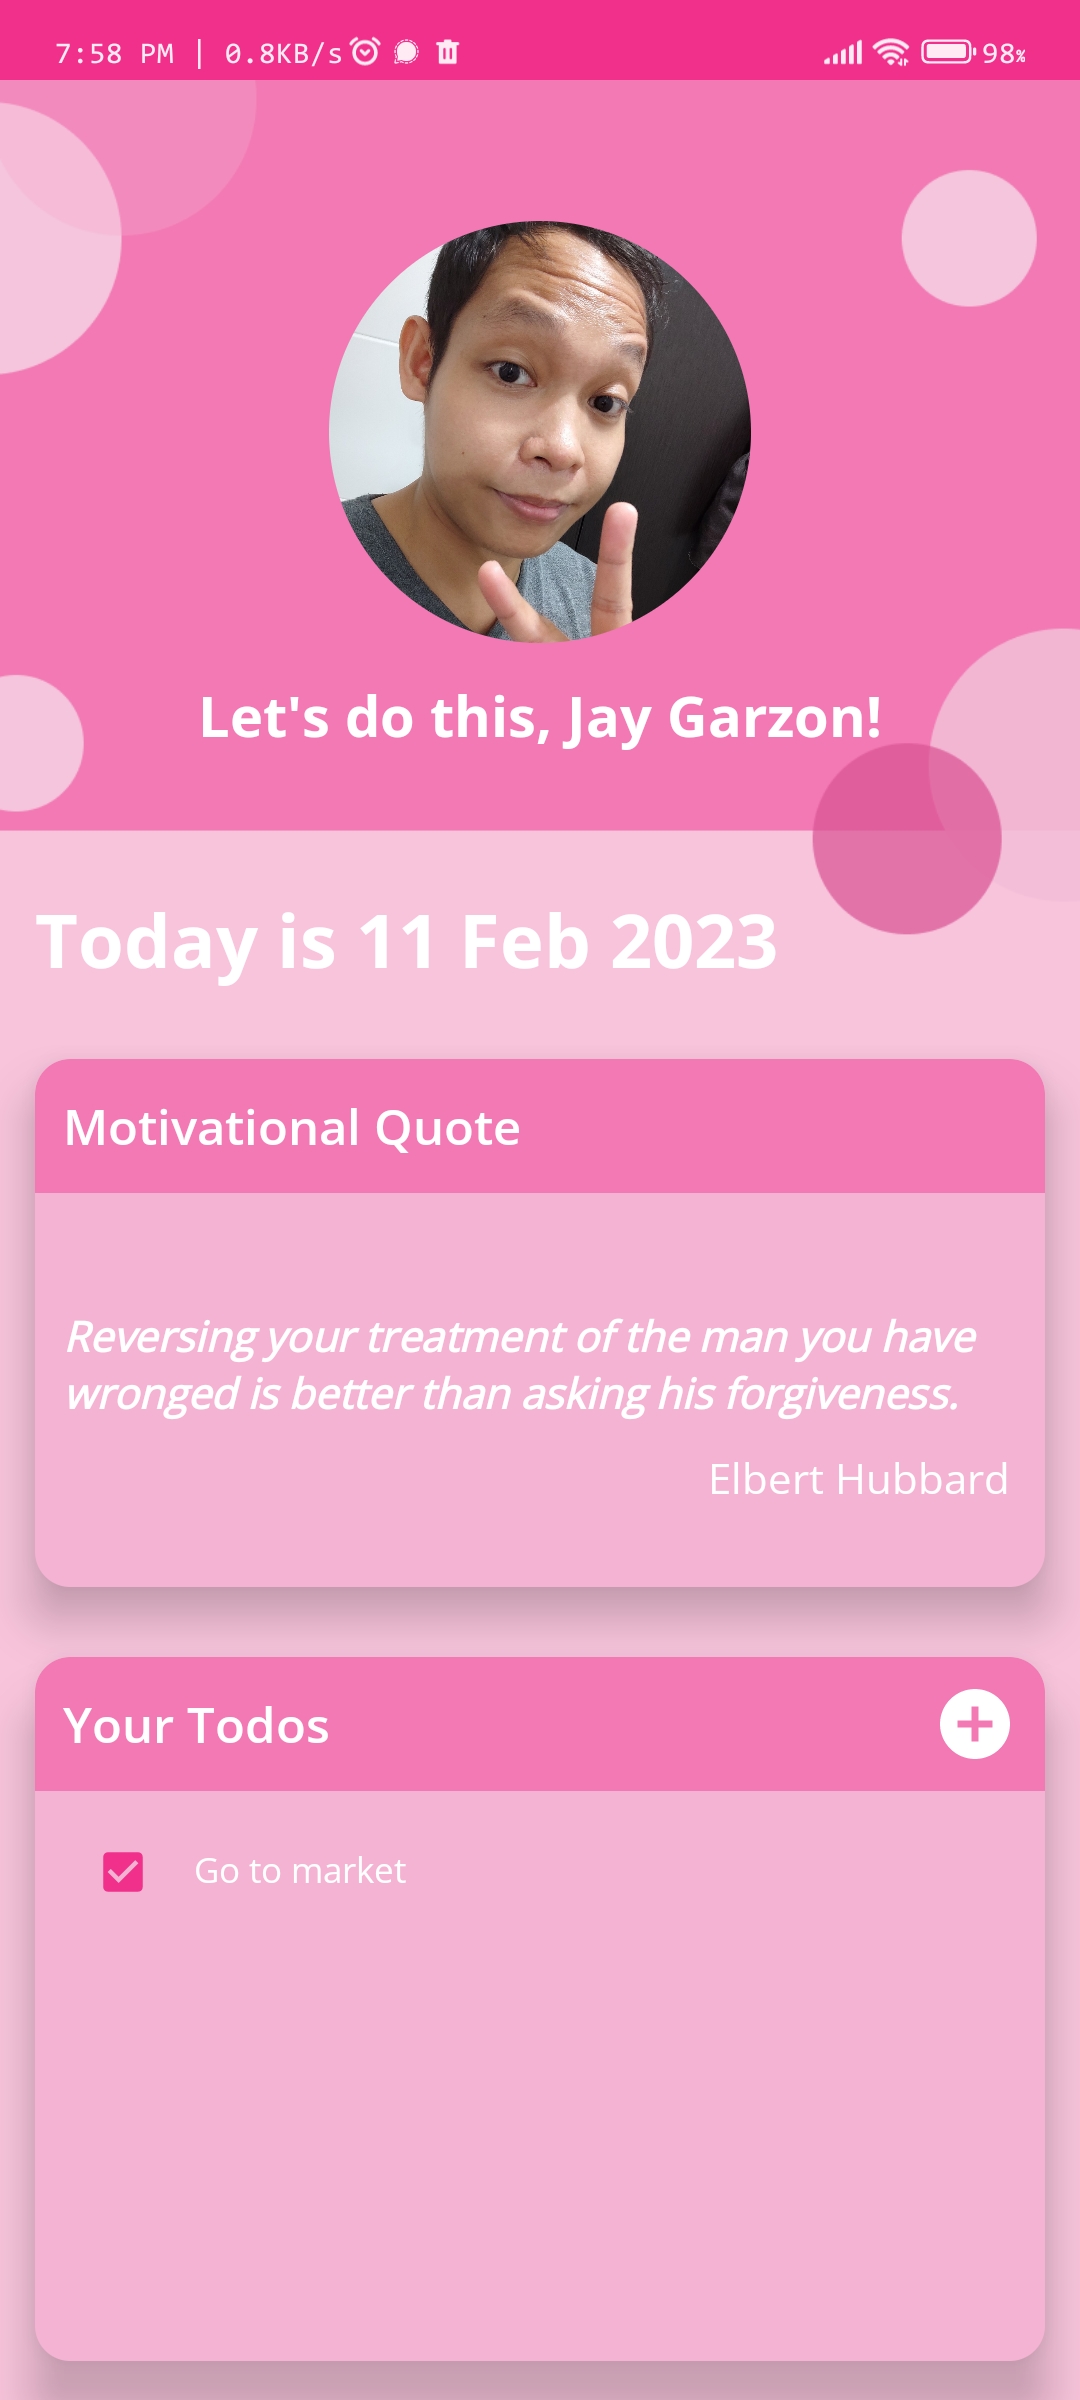 7:58 PM | 0.8KB/s 98%
Let's do this, Jay Garzon!
Today is 11 Feb 2023
Motivational Quote
Reversing your treatment of the man you have
wronged is better than asking his forgiveness.
Elbert Hubbard
Your Todos
Go to market